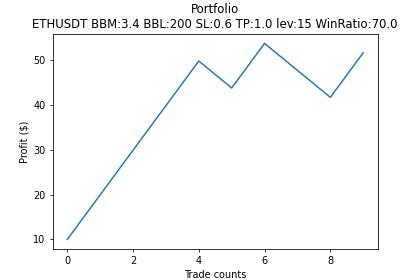 Portfolio
ETHUSDT BBM:3.4 BBL:200 SL:0.6 TP:1.0 lev:15 WinRatio:70.0
50
40
30
20
10
Profit ($)
0 2 4 6 8
Trade counts